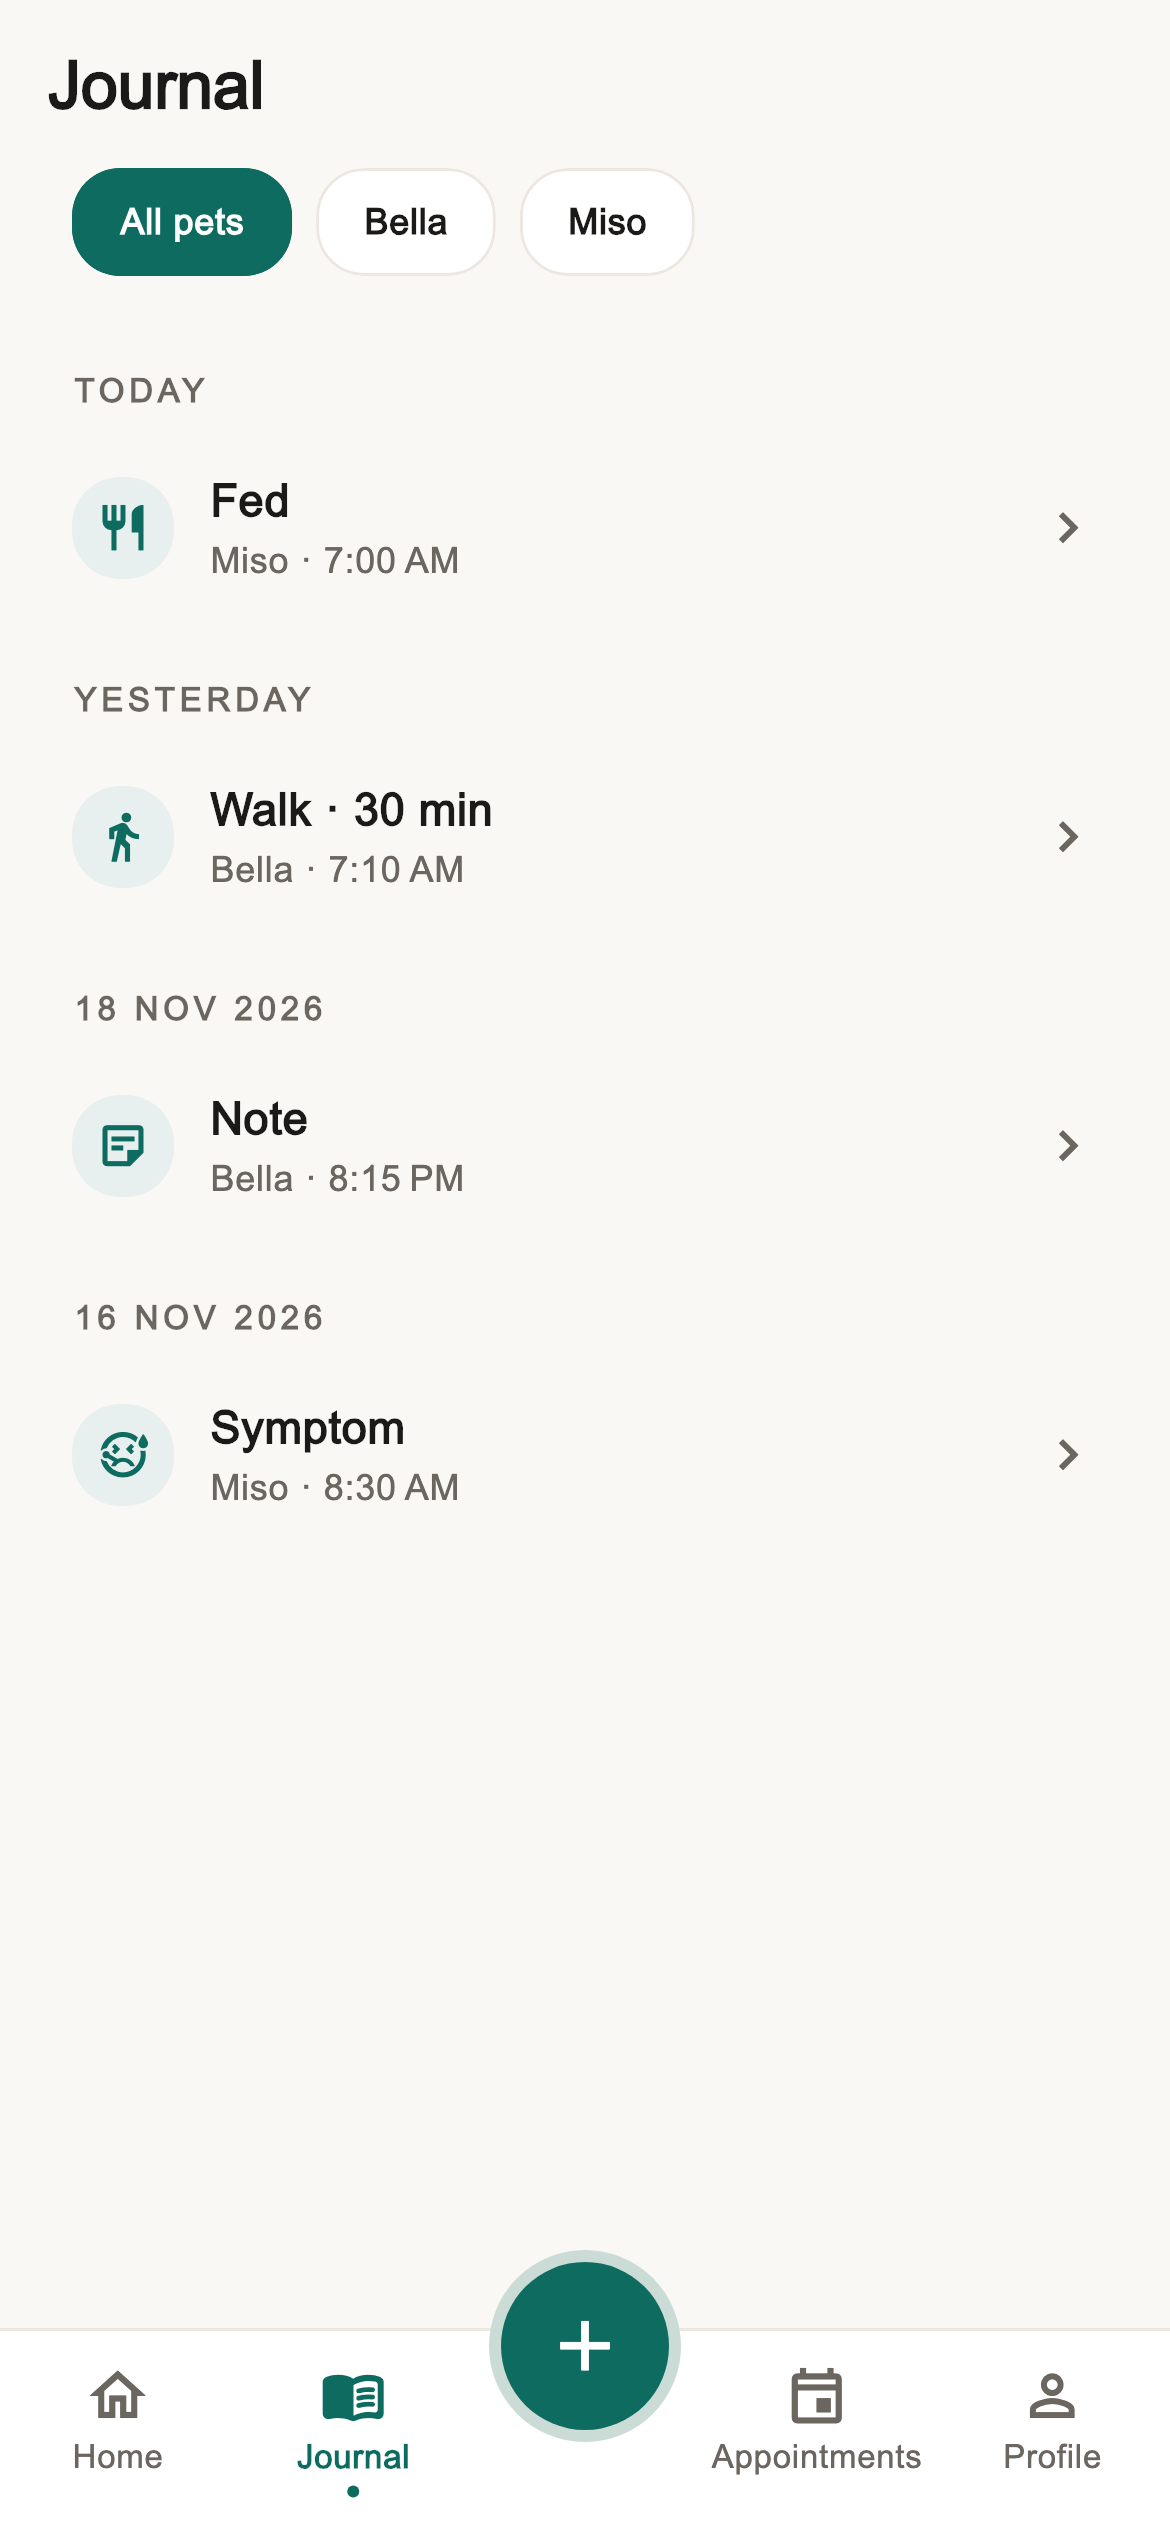 Journal
All pets
Bella
Miso
TODAY
Fed
Miso · 7:00 AM
YESTERDAY
Walk · 30 min
Bella · 7:10 AM
18 NOV 2026
Note
Bella · 8:15 PM
16 NOV 2026
Symptom
Miso · 8:30 AM
Home
Journal
Appointments
Profile